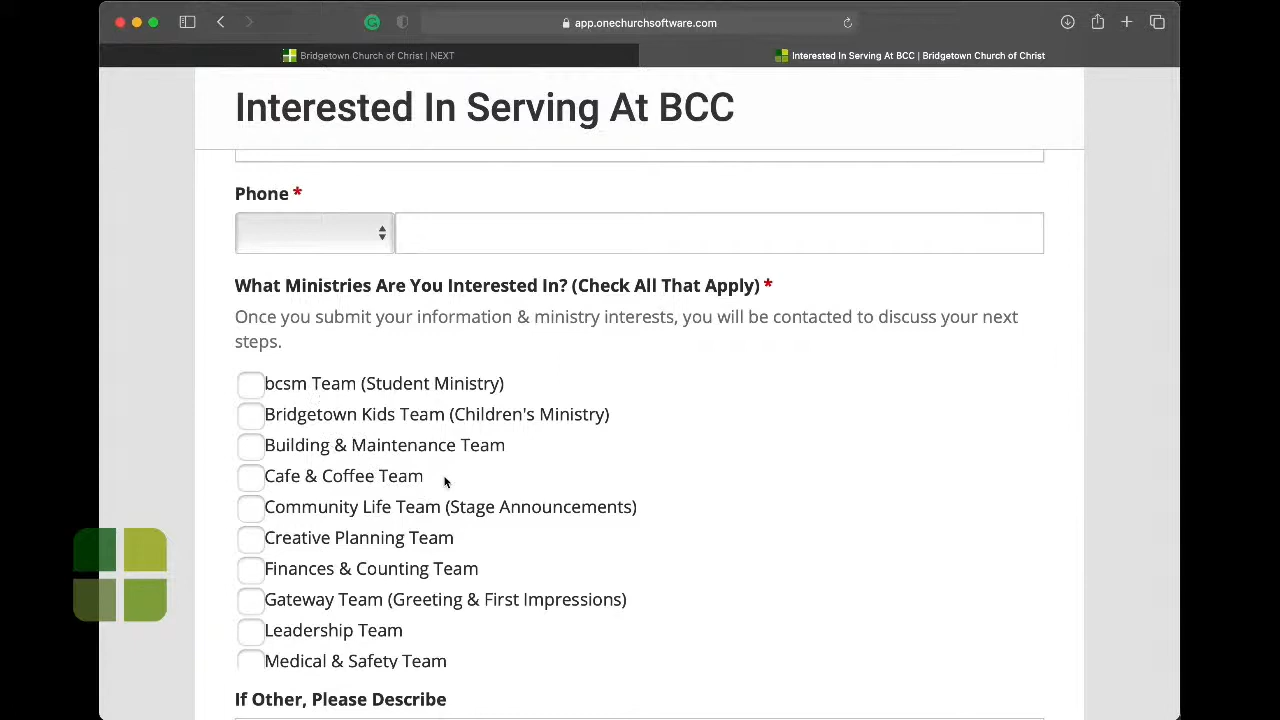 app.onechurchsoftware.com
Bridgetown Church of Christ | NEXT
Interested In Serving At BCC | Bridgetown Church of Christ
Interested In Serving At BCC
Phone *
What Ministries Are You Interested In? (Check All That Apply) *
Once you submit your information & ministry interests, you will be contacted to discuss your next
steps.
bcsm Team (Student Ministry)
Bridgetown Kids Team (Children's Ministry)
Building & Maintenance Team
Cafe & Coffee Team
Community Life Team (Stage Announcements)
Creative Planning Team
Finances & Counting Team
Gateway Team (Greeting & First Impressions)
Leadership Team
Medical & Safety Team
If Other, Please Describe